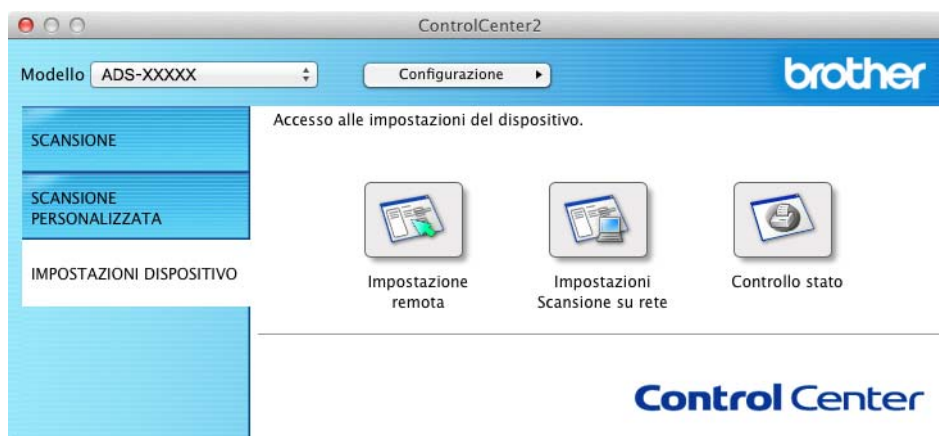 ControlCenter2
Modello ADS-XXXXX Configurazione
brother
SCANSIONE
SCANSIONE
PERSONALIZZATA
IMPOSTAZIONI DISPOSITIVO
Accesso alle impostazioni del dispositivo.
Impostazione
remota
Impostazioni
Scansione su rete
Controllo stato
Control Center